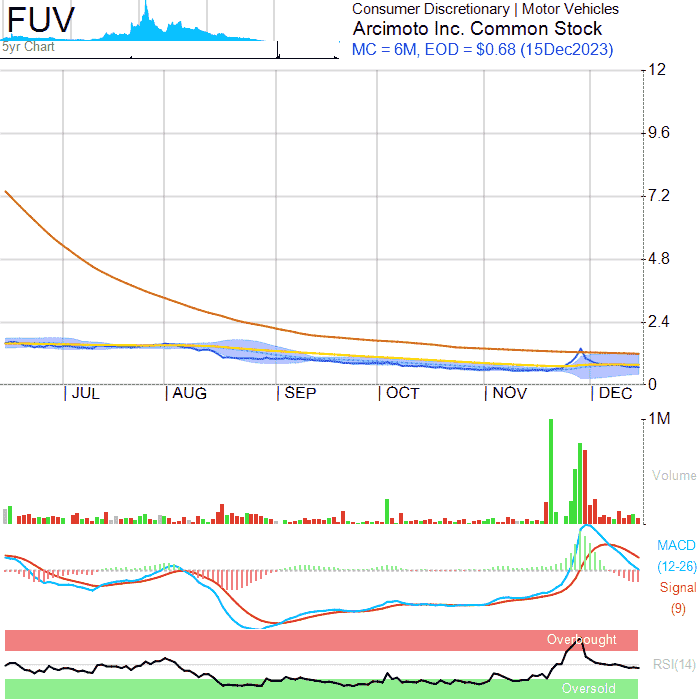 FUV
5yr Chart
Consumer Discretionary | Motor Vehicles
Arcimoto Inc. Common Stock
MC = 6M, EOD = $0.68 (15Dec2023)
12
9.6
7.2
4.8
2.4
0
JUL
AUG
SEP
OCT
NOV
DEC
1M
Volume
MACD
(12-26)
Signal
(9)
Overbought
RSI(14)
Oversold